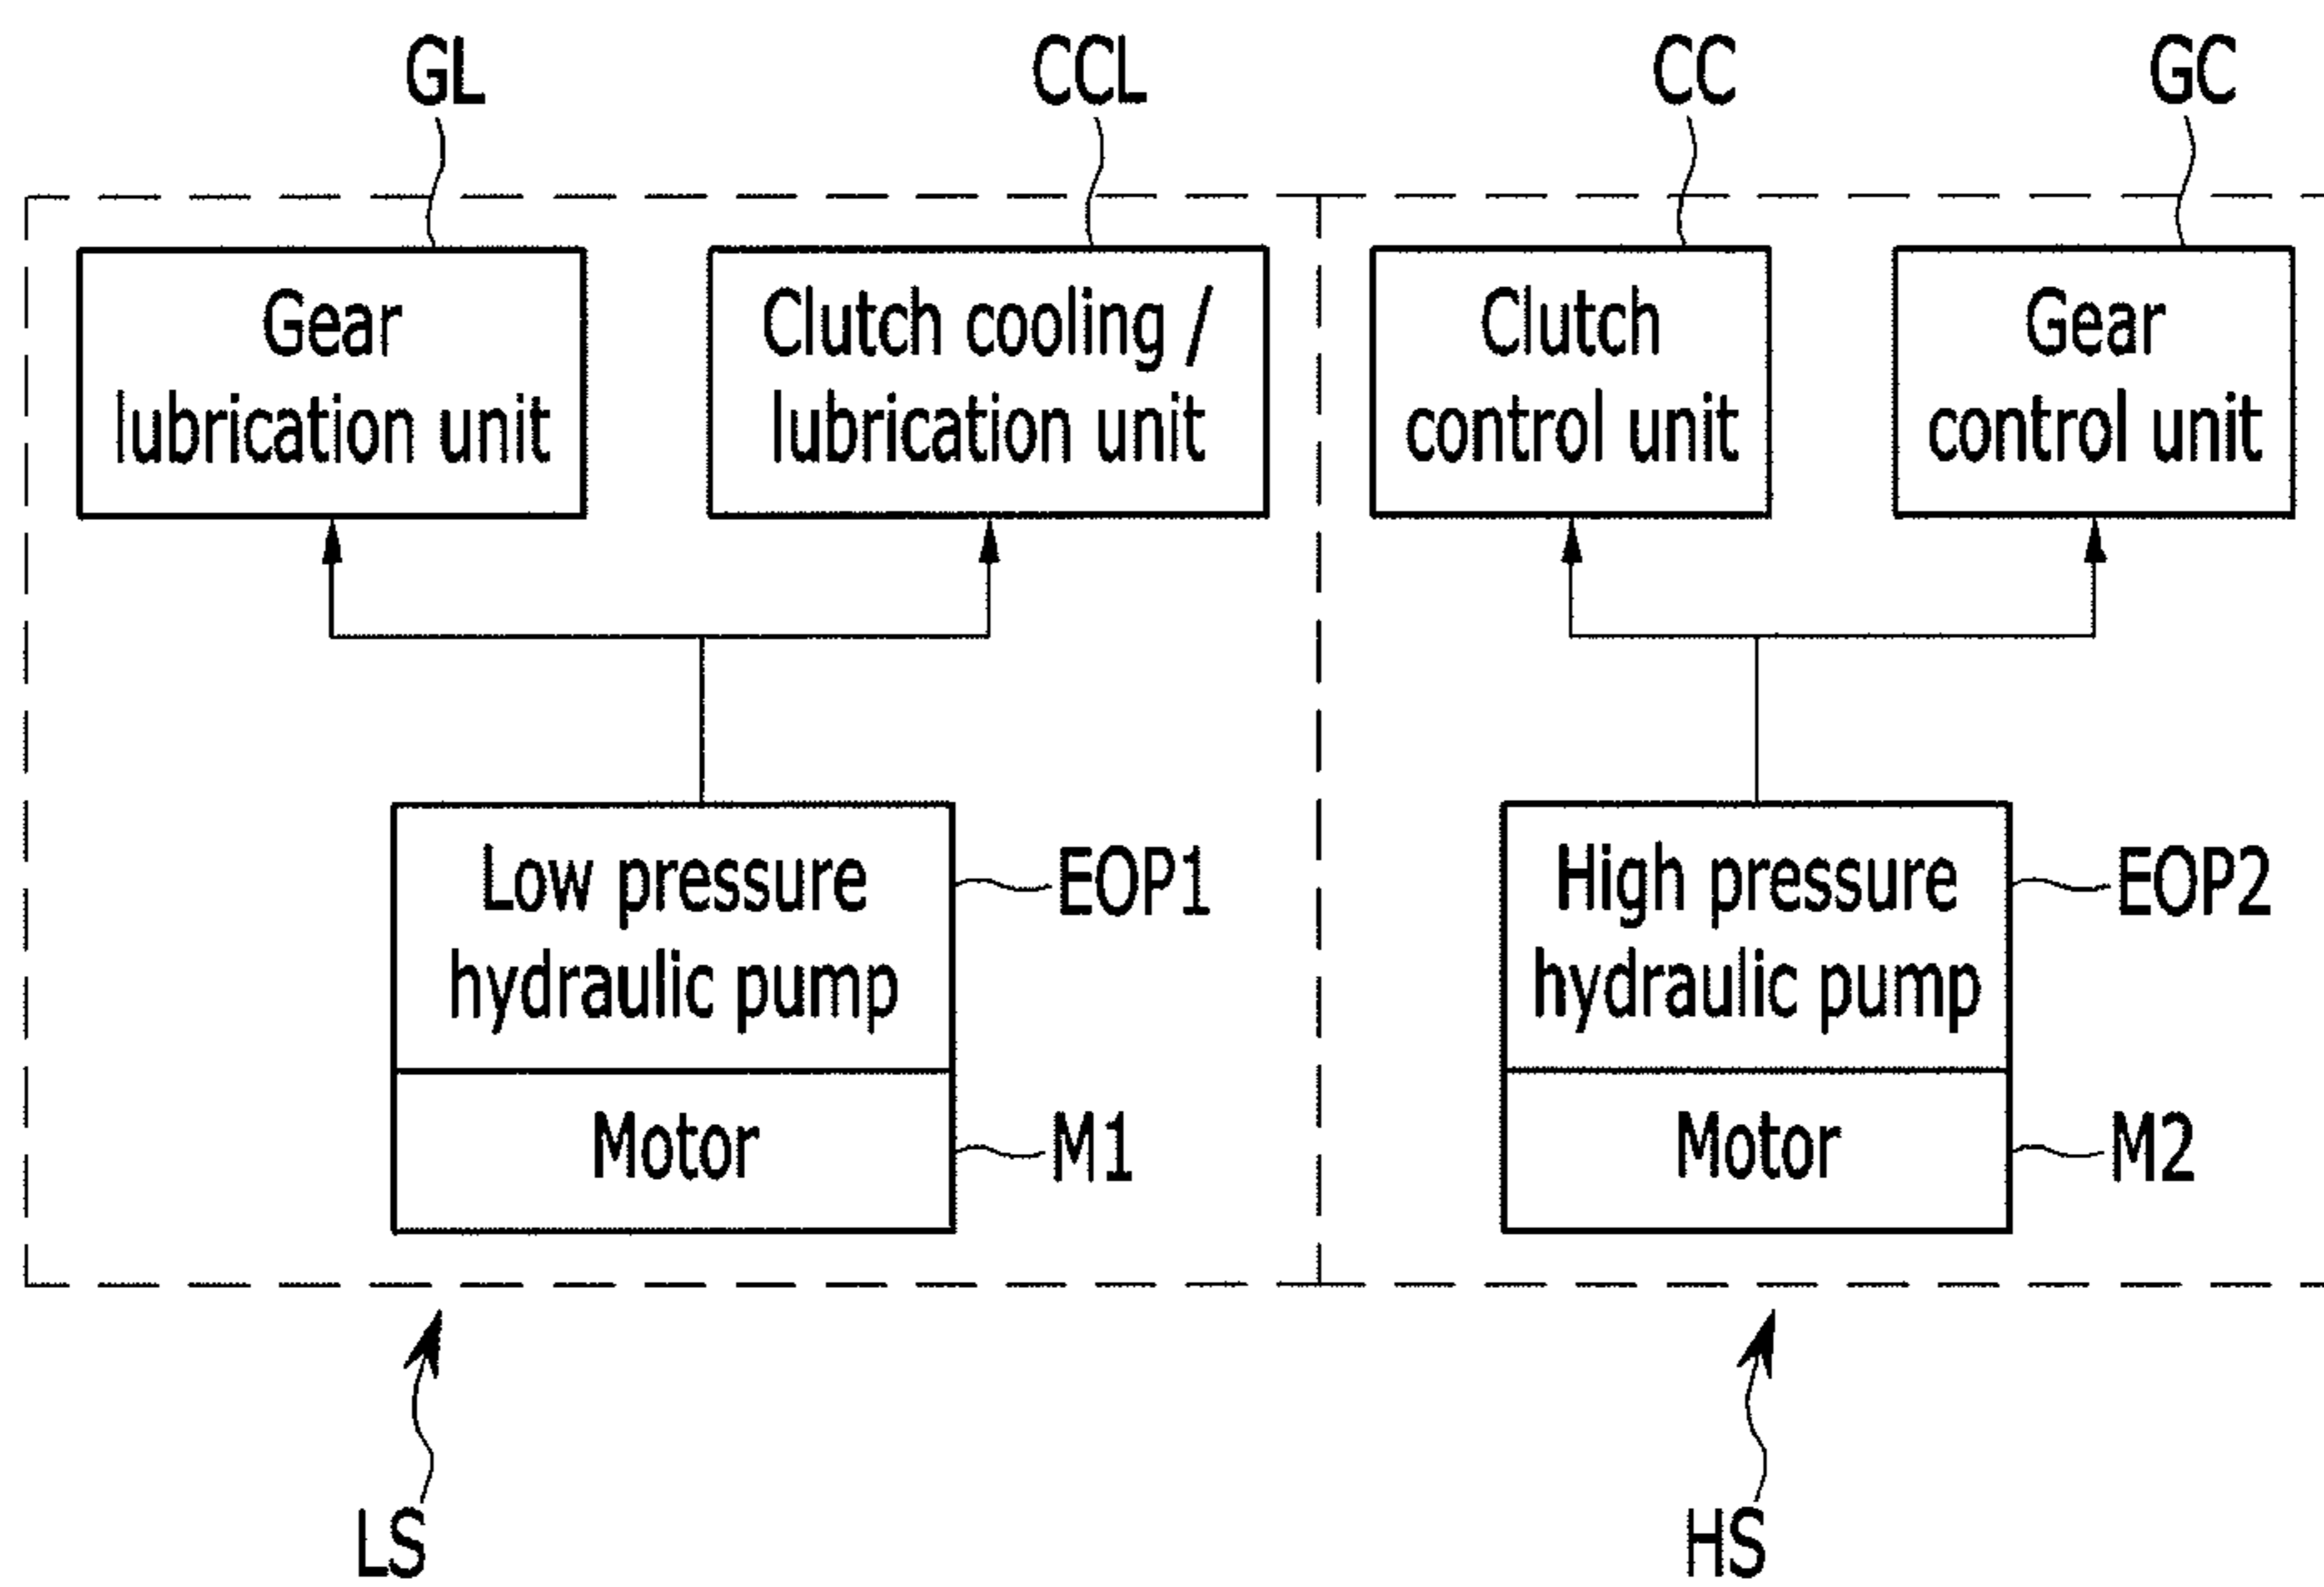 GL
CCL
CC
GC
Gear
lubrication unit
Clutch cooling /
lubrication unit
Clutch
control unit
Gear
control unit
Low pressure
hydraulic pump
EOP1
Motor
M1
High pressure
hydraulic pump
EOP2
Motor
M2
LS
HS